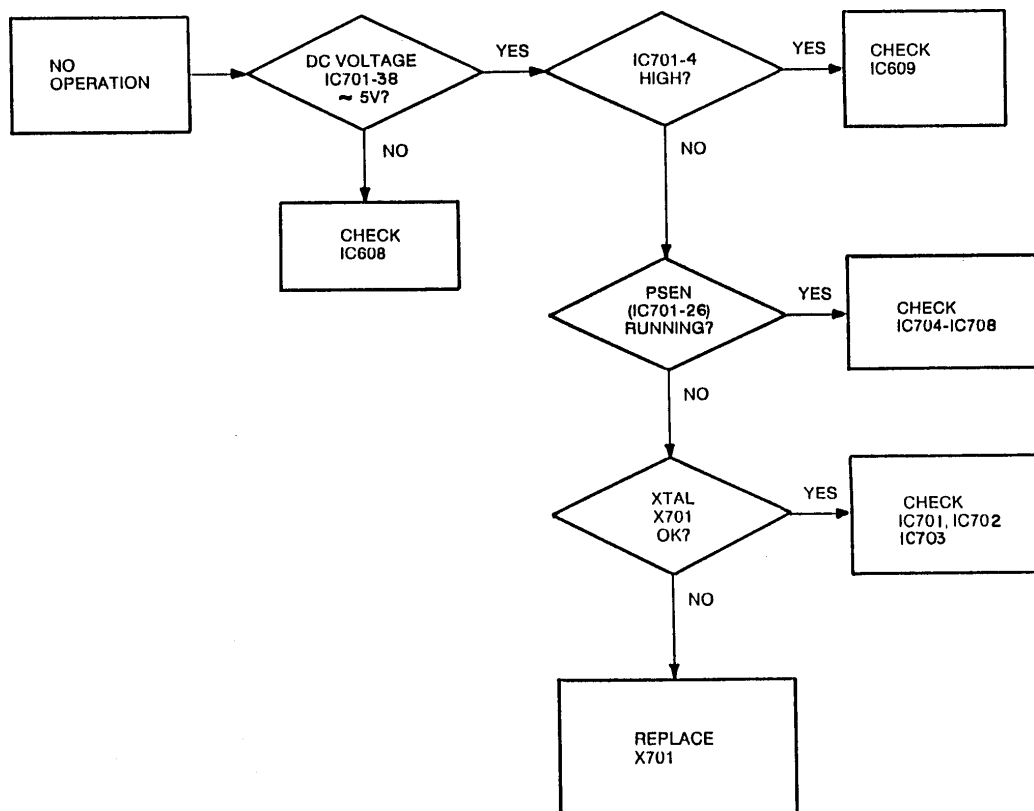 NO
OPERATION
DC VOLTAGE
IC701-38
≈ 5V?
YES
IC701-4
HIGH?
YES
CHECK
IC609
NO
NO
CHECK
IC608
PSEN
(IC701-26)
RUNNING?
YES
CHECK
IC704-IC708
NO
XTAL
X701
OK?
YES
CHECK
IC701, IC702
IC703
NO
REPLACE
X701